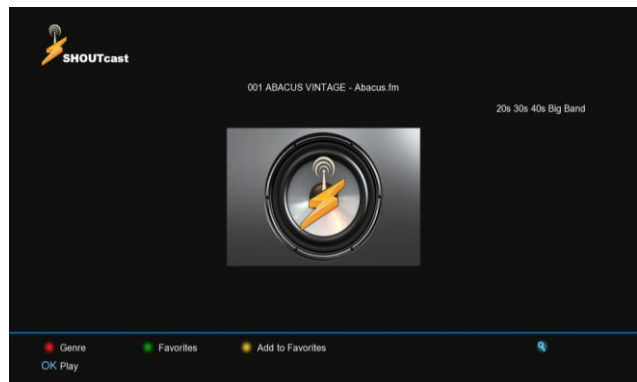 SHOUTcast
001 ABACUS VINTAGE - Abacus.fm
20s 30s 40s Big Band
Genre Favorites Add to Favorites
OK Play